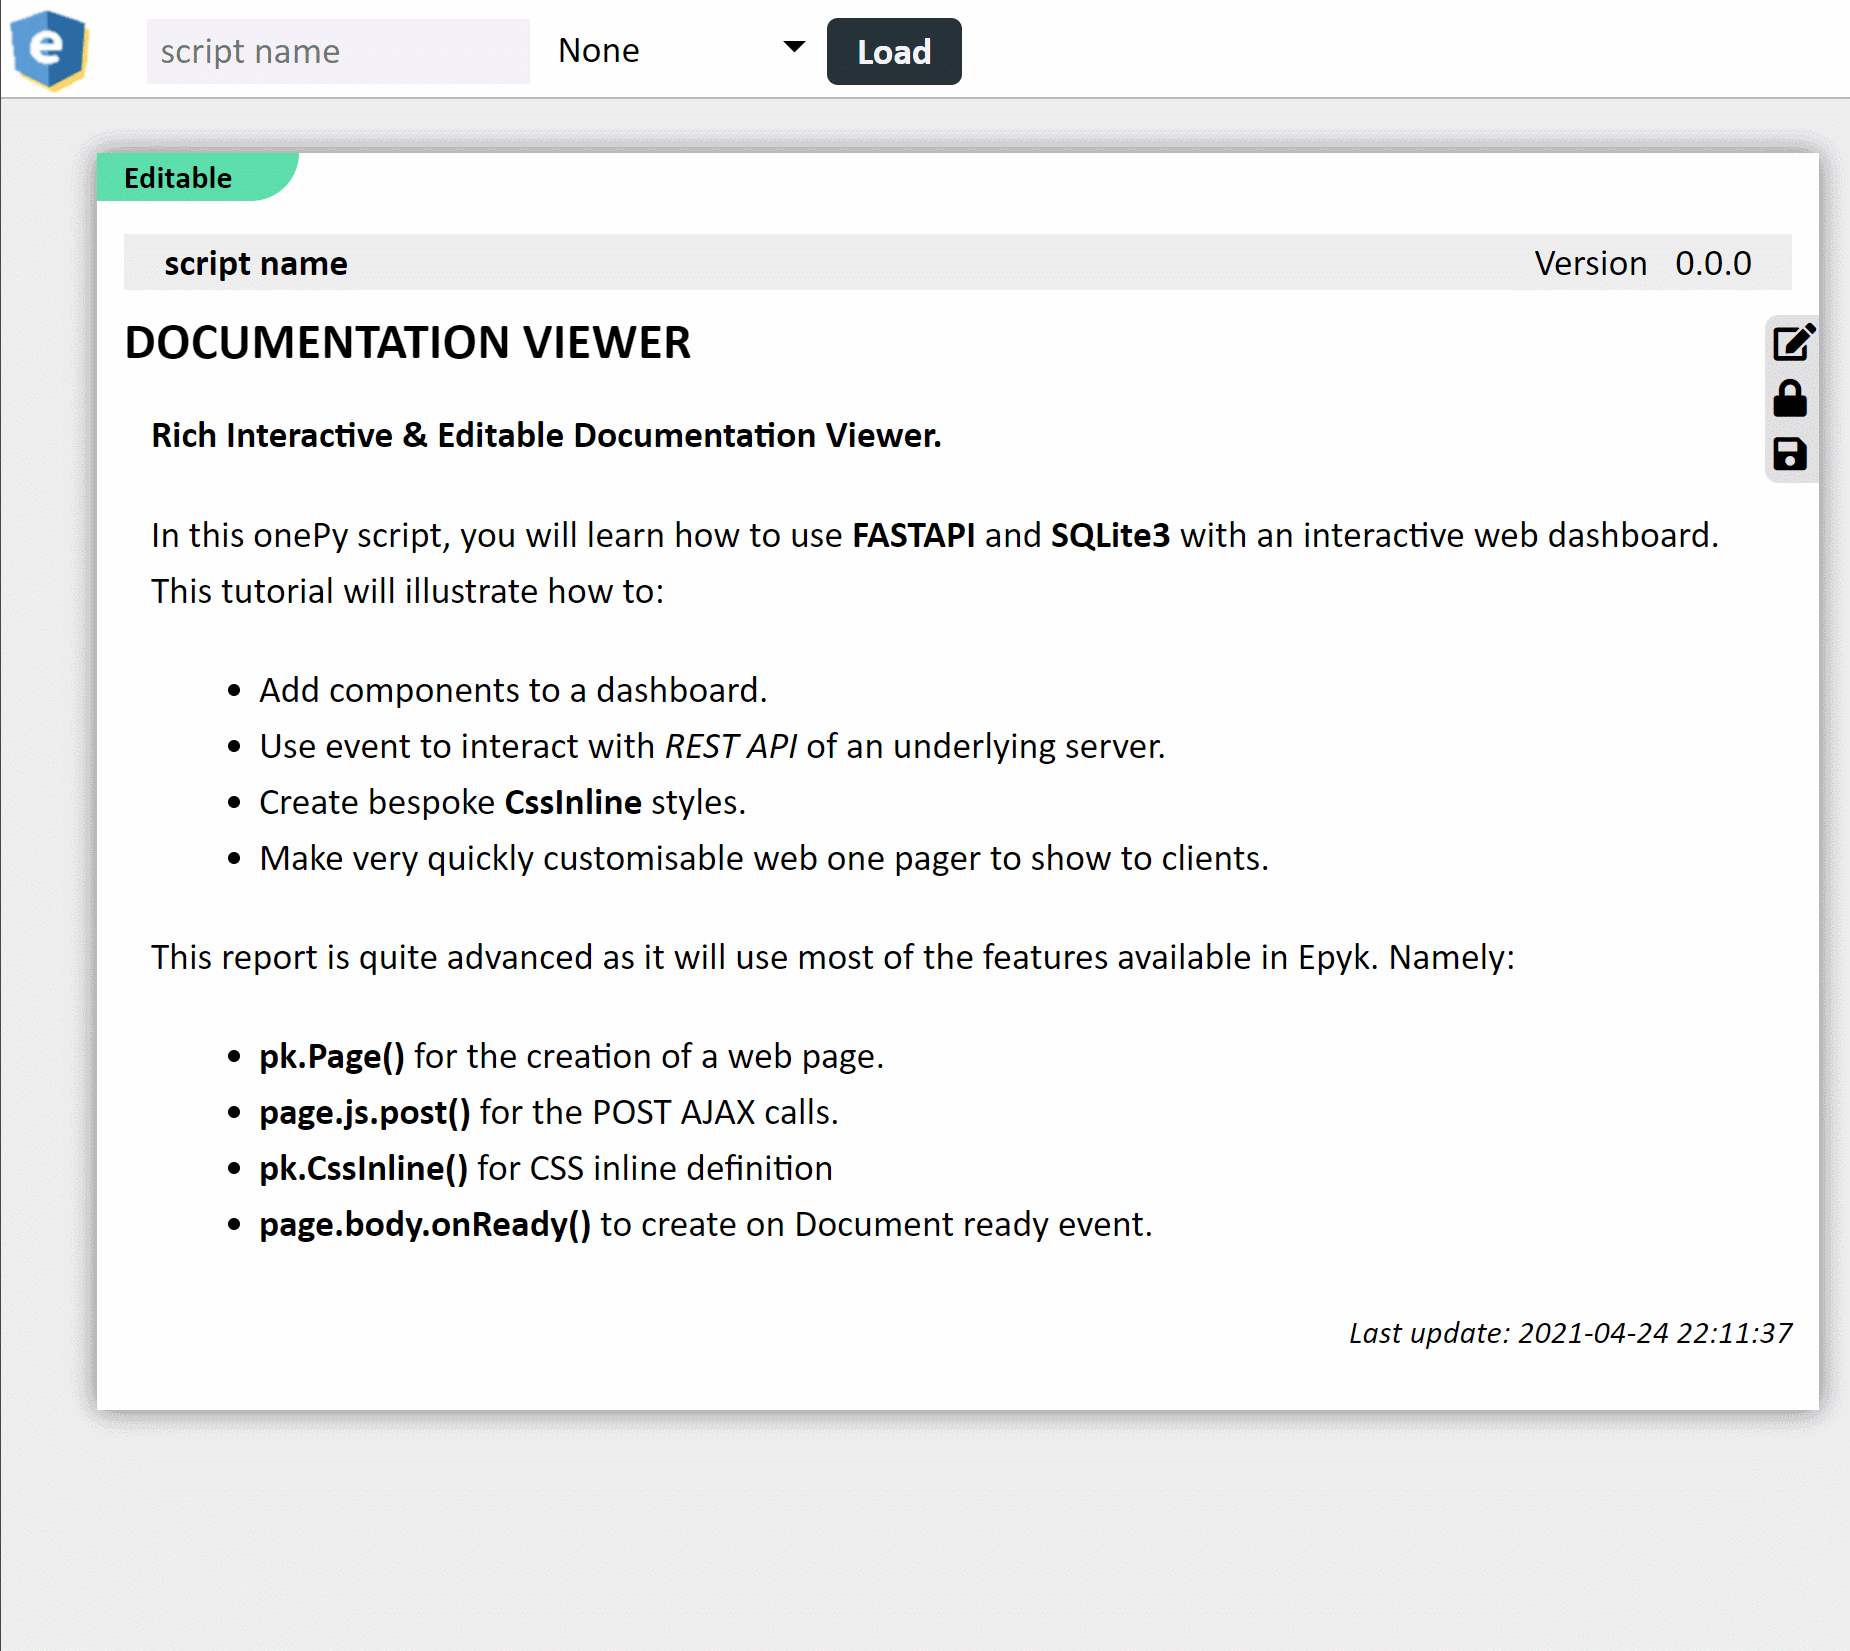 e
script name
None
Load
Editable
script name
Version 0.0.0
DOCUMENTATION VIEWER
Rich Interactive & Editable Documentation Viewer.
In this onePy script, you will learn how to use FASTAPI and SQLite3 with an interactive web dashboard.
This tutorial will illustrate how to:
• Add components to a dashboard.
• Use event to interact with REST API of an underlying server.
• Create bespoke CssInline styles.
• Make very quickly customisable web one pager to show to clients.
This report is quite advanced as it will use most of the features available in Epyk. Namely:
• pk.Page() for the creation of a web page.
• page.js.post() for the POST AJAX calls.
• pk.CssInline() for CSS inline definition
• page.body.onReady() to create on Document ready event.
Last update: 2021-04-24 22:11:37